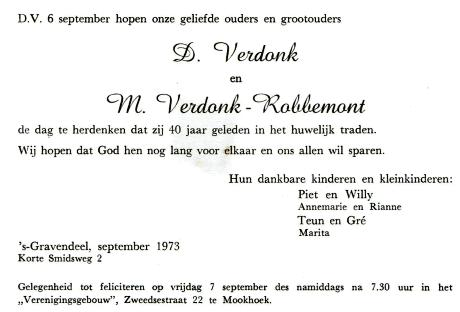 D.V. 6 september hopen onze geliefde ouders en grootouders
D. Verdonk
en
M. Verdonk-Robbemont
de dag te herdenken dat zij 40 jaar geleden in het huwelijk traden.
Wij hopen dat God hen nog lang voor elkaar en ons allen wil sparen.
Hun dankbare kinderen en kleinkinderen:
Piet en Willy
Annemarie en Rianne
Teun en Gré
Marita
's-Gravendeel, september 1973
Korte Smidsweg 2
Gelegenheid tot feliciteren op vrijdag 7 september des namiddags na 7.30 uur in het
„Verenigingsgebouw”, Zweedsestraat 22 te Mookhoek.